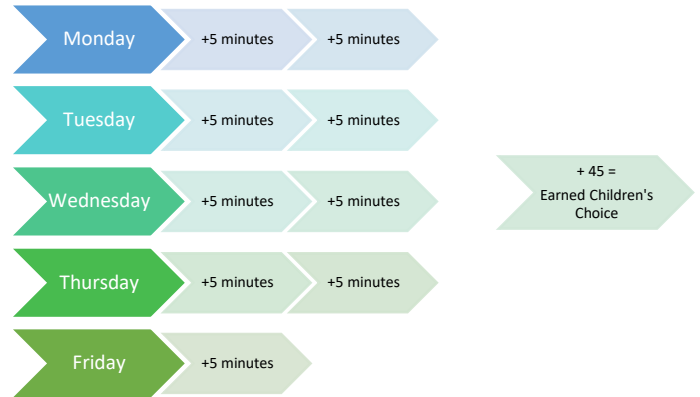 Monday +5 minutes +5 minutes
Tuesday +5 minutes +5 minutes
Wednesday +5 minutes +5 minutes
Thursday +5 minutes +5 minutes
Friday +5 minutes
+ 45 =
Earned Children's
Choice